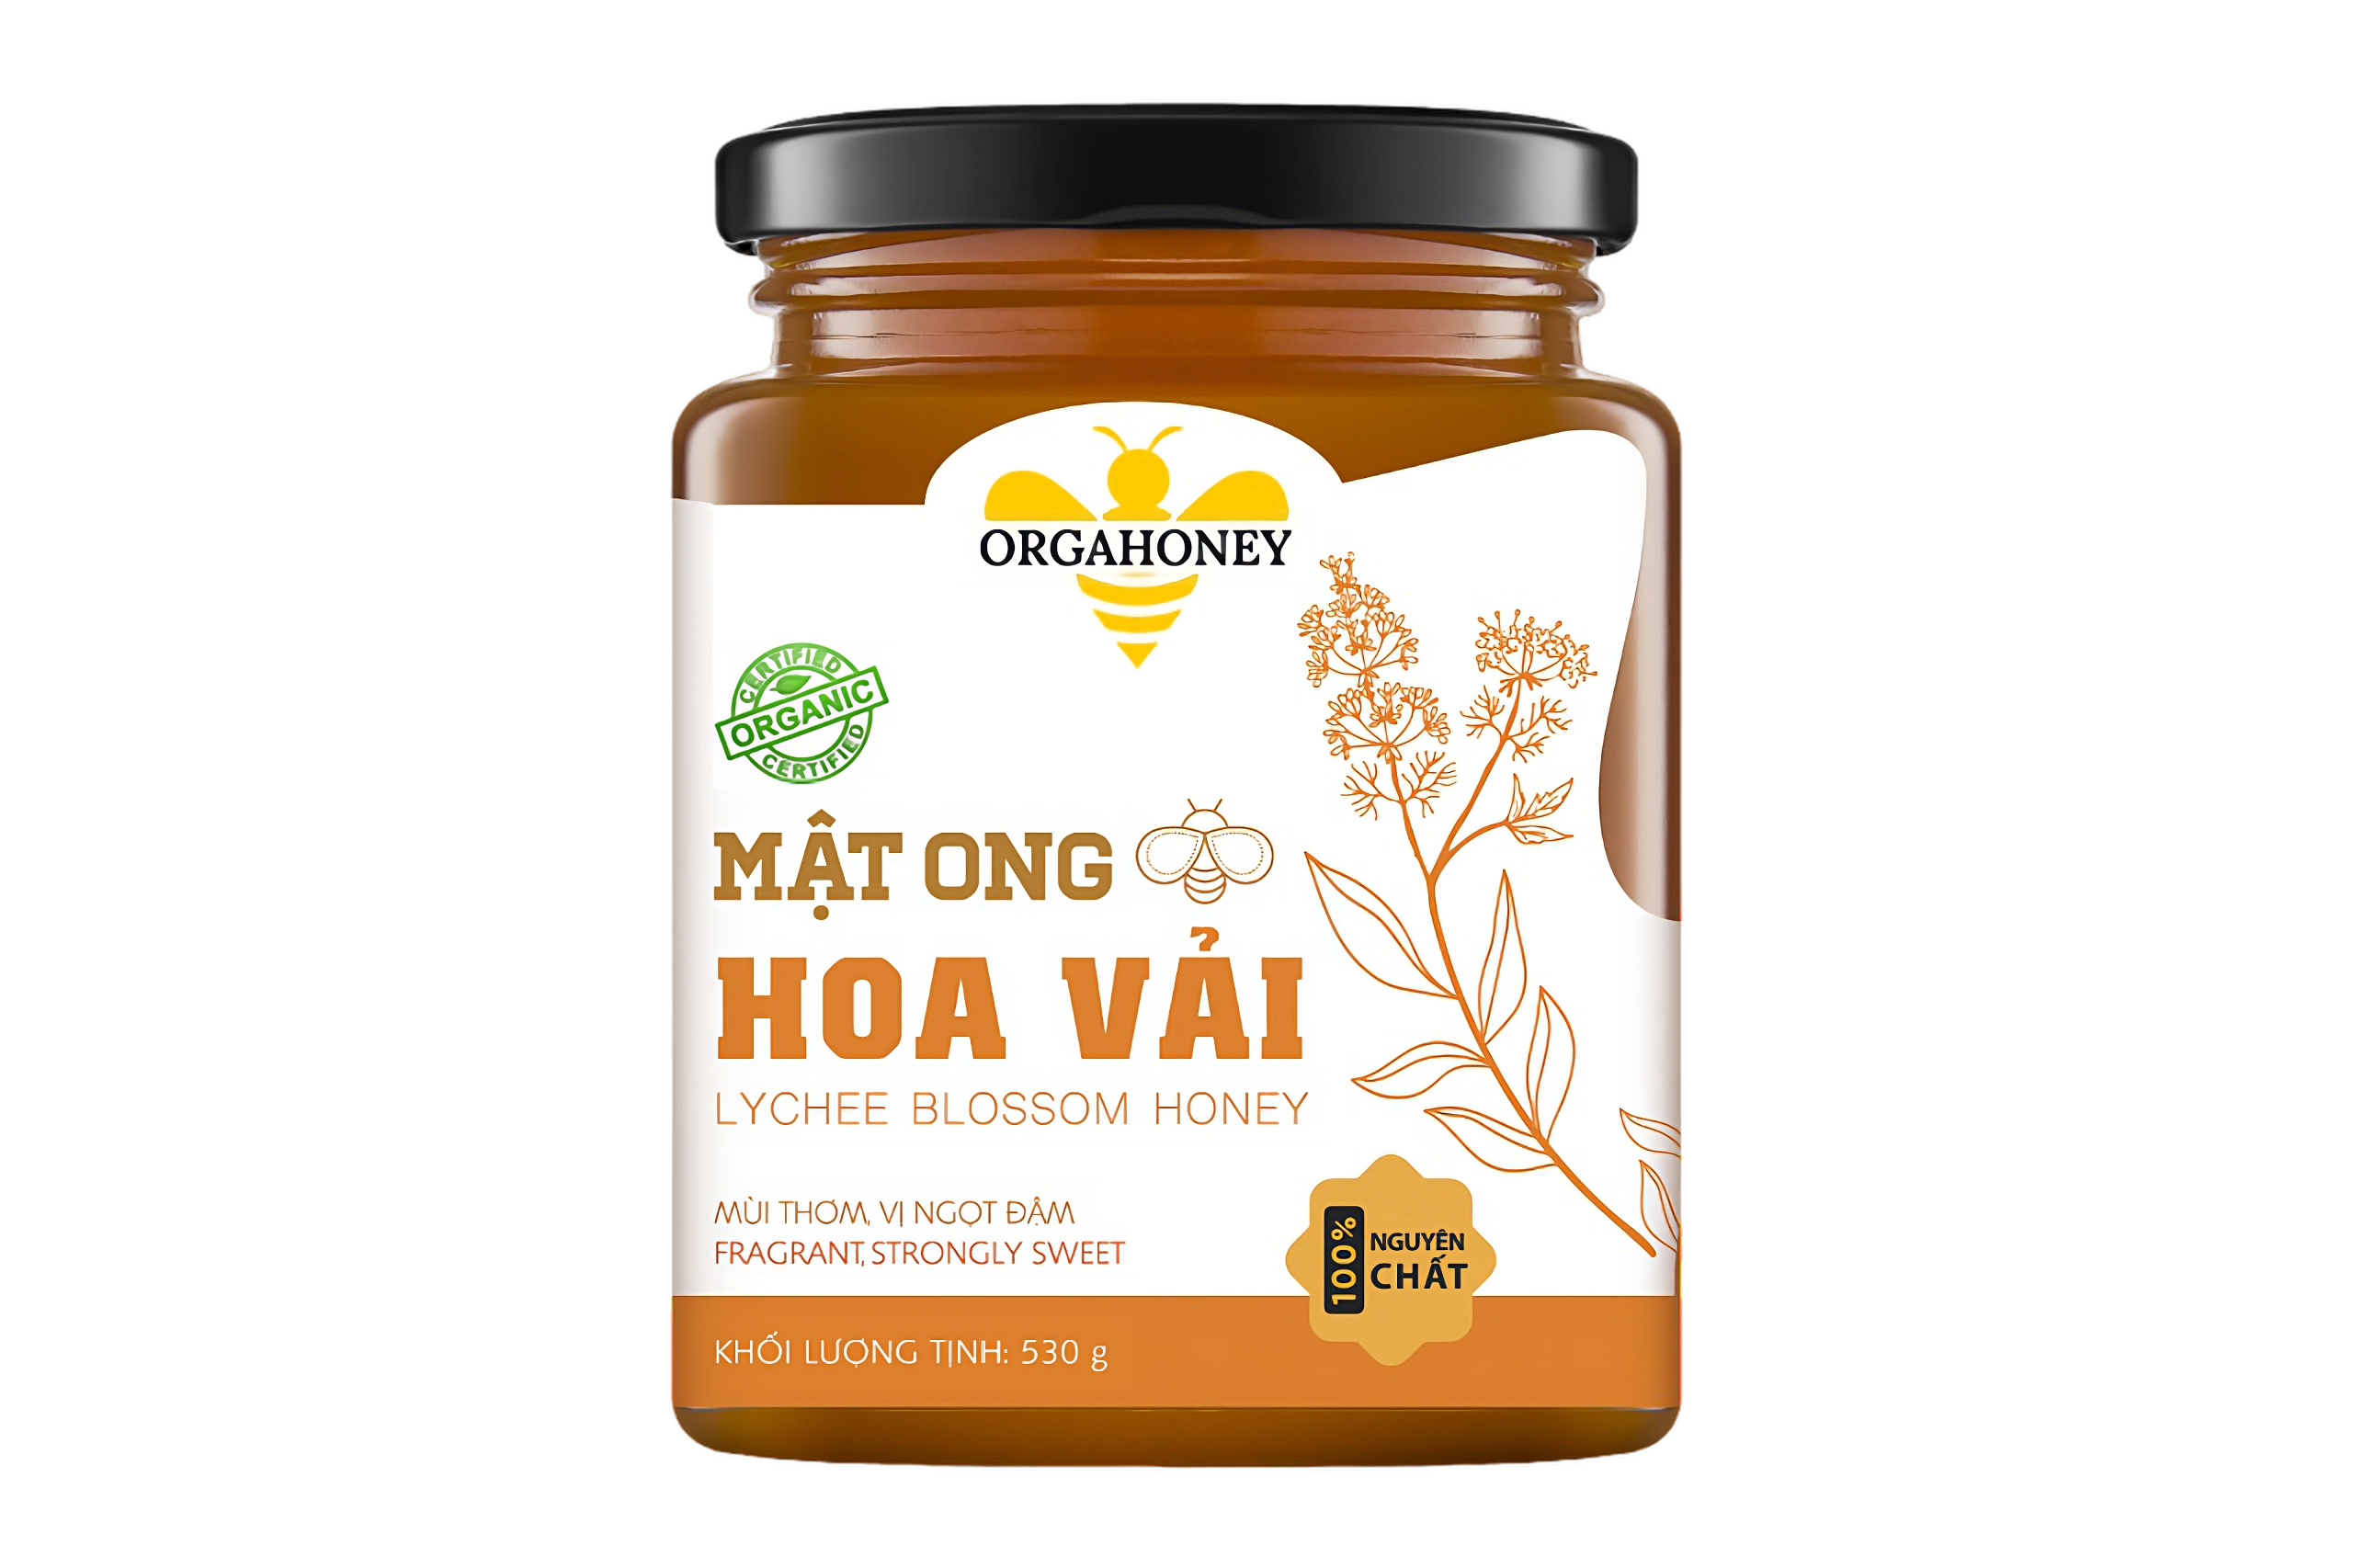 ORGAHONEY
CERTIFIED
ORGANIC
CERTIFIED
MẬT ONG
HOA VẢI
LYCHEE BLOSSOM HONEY
MÙI THƠM, VỊ NGỌT ĐẬM
FRAGRANT, STRONGLY SWEET
100%
NGUYÊN
CHẤT
KHỐI LƯỢNG TỊNH: 530 g